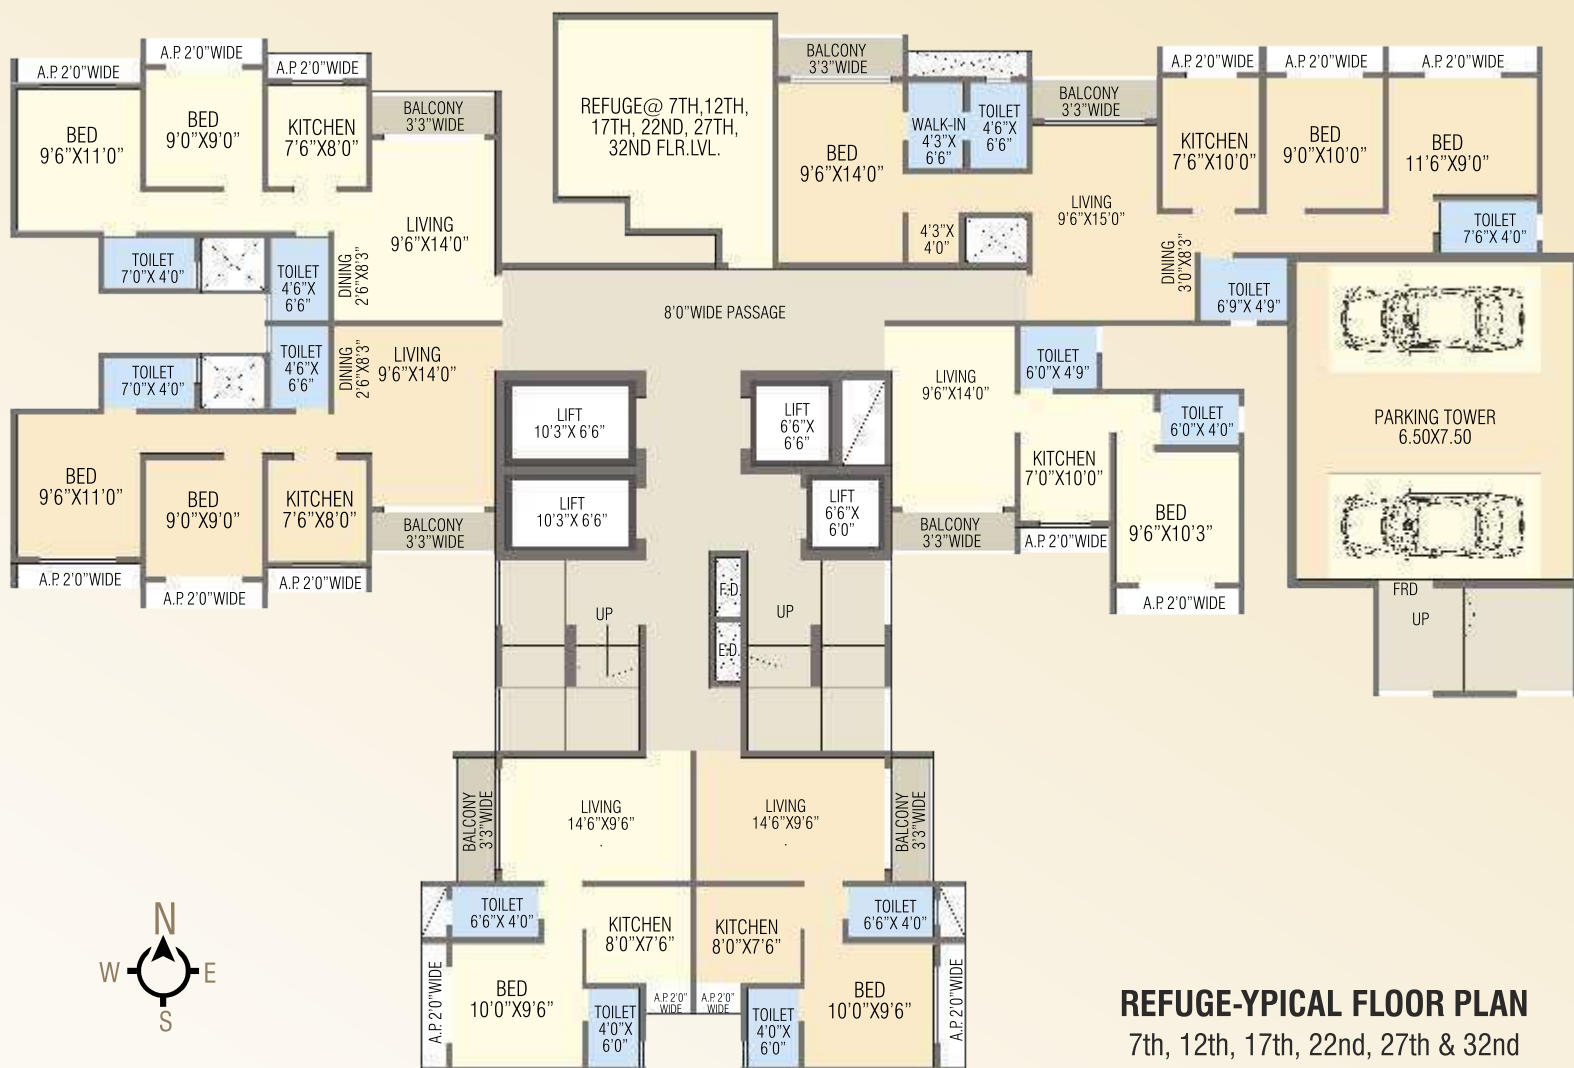 A.P. 2'0"WIDE
A.P. 2'0"WIDE
A.P. 2'0"WIDE
BED
9'6"X11'0"
BED
9'0"X9'0"
KITCHEN
7'6"X8'0"
BALCONY
3'3"WIDE
LIVING
9'6"X14'0"
DINING
2'6"X8'3"
TOILET
7'0"X 4'0"
TOILET
4'6"X
6'6"
REFUGE@ 7TH,12TH,
17TH, 22ND, 27TH,
32ND FLR.LVL.
BALCONY
3'3"WIDE
BED
9'6"X14'0"
WALK-IN
4'3"X
6'6"
TOILET
4'6"X
6'6"
4'3"X
4'0"
BALCONY
3'3"WIDE
LIVING
9'6"X15'0"
DINING
3'0"X8'3"
A.P. 2'0"WIDE
A.P. 2'0"WIDE
A.P. 2'0"WIDE
KITCHEN
7'6"X10'0"
BED
9'0"X10'0"
BED
11'6"X9'0"
TOILET
7'6"X 4'0"
TOILET
6'9"X 4'9"
8'0"WIDE PASSAGE
TOILET
7'0"X 4'0"
TOILET
4'6"X
6'6"
DINING
2'6"X8'3"
LIVING
9'6"X14'0"
BED
9'6"X11'0"
BED
9'0"X9'0"
KITCHEN
7'6"X8'0"
BALCONY
3'3"WIDE
A.P. 2'0"WIDE
A.P. 2'0"WIDE
A.P. 2'0"WIDE
LIFT
10'3"X 6'6"
LIFT
10'3"X 6'6"
LIFT
6'6"X
6'6"
LIFT
6'6"X
6'0"
LIVING
9'6"X14'0"
TOILET
6'0"X 4'9"
TOILET
6'0"X 4'0"
KITCHEN
7'0"X10'0"
BED
9'6"X10'3"
BALCONY
3'3"WIDE
A.P. 2'0"WIDE
A.P. 2'0"WIDE
PARKING TOWER
6.50X7.50
FRD
UP
UP
F.D.
E.D.
UP
BALCONY
3'3"WIDE
LIVING
14'6"X9'6"
LIVING
14'6"X9'6"
BALCONY
3'3"WIDE
TOILET
6'6"X 4'0"
KITCHEN
8'0"X7'6"
KITCHEN
8'0"X7'6"
TOILET
6'6"X 4'0"
A.P. 2'0"WIDE
BED
10'0"X9'6"
TOILET
4'0"X
6'0"
A.P. 2'0"
WIDE
A.P. 2'0"
WIDE
TOILET
4'0"X
6'0"
BED
10'0"X9'6"
A.P. 2'0"WIDE
N
W
E
S
REFUGE-YPICAL FLOOR PLAN
7th, 12th, 17th, 22nd, 27th & 32nd